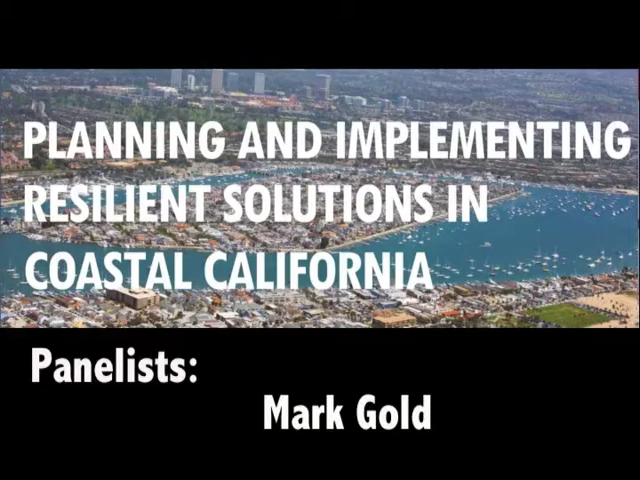 PLANNING AND IMPLEMENTING
RESILIENT SOLUTIONS IN
COASTAL CALIFORNIA
Panelists:
Mark Gold